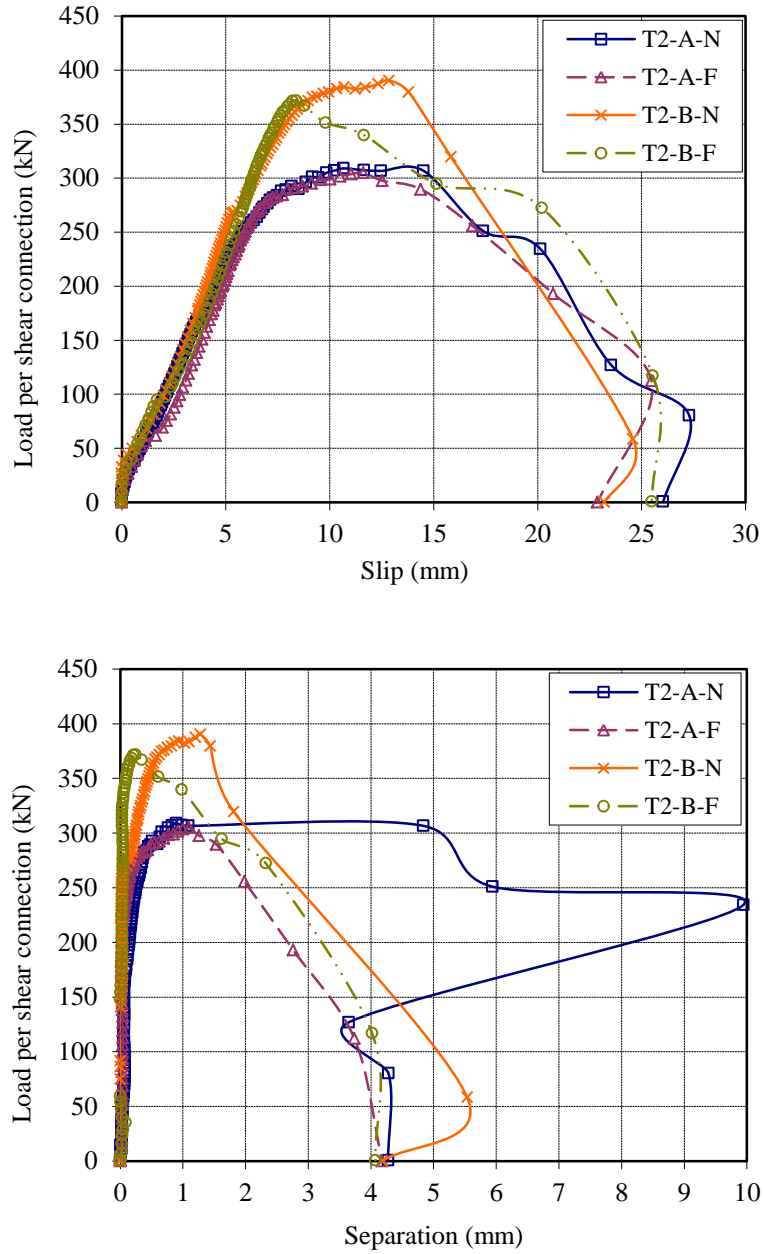 450
400
350
300
250
200
150
100
50
0
Load per shear connection (kN)
T2-A-N
T2-A-F
T2-B-N
T2-B-F
0 5 10 15 20 25 30
Slip (mm)
450
400
350
300
250
200
150
100
50
0
Load per shear connection (kN)
T2-A-N
T2-A-F
T2-B-N
T2-B-F
0 1 2 3 4 5 6 7 8 9 10
Separation (mm)